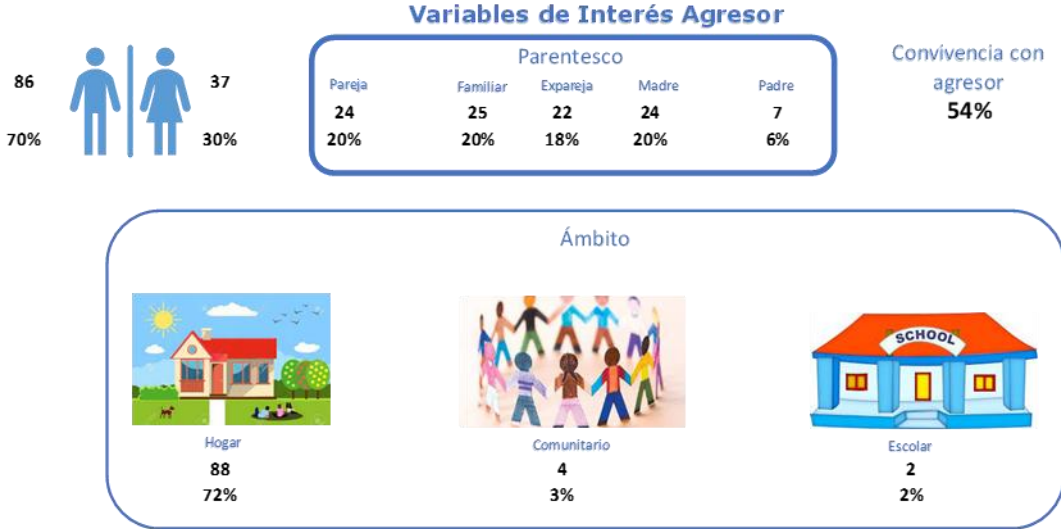 Variables de Interés Agresor
86
70%
37
30%
Parentesco
Pareja Familiar Expareja Madre Padre
24 25 22 24 7
20% 20% 18% 20% 6%
Convivencia con
agresor
54%
Ámbito
SCHOOL
Hogar Comunitario Escolar
88 4 2
72% 3% 2%